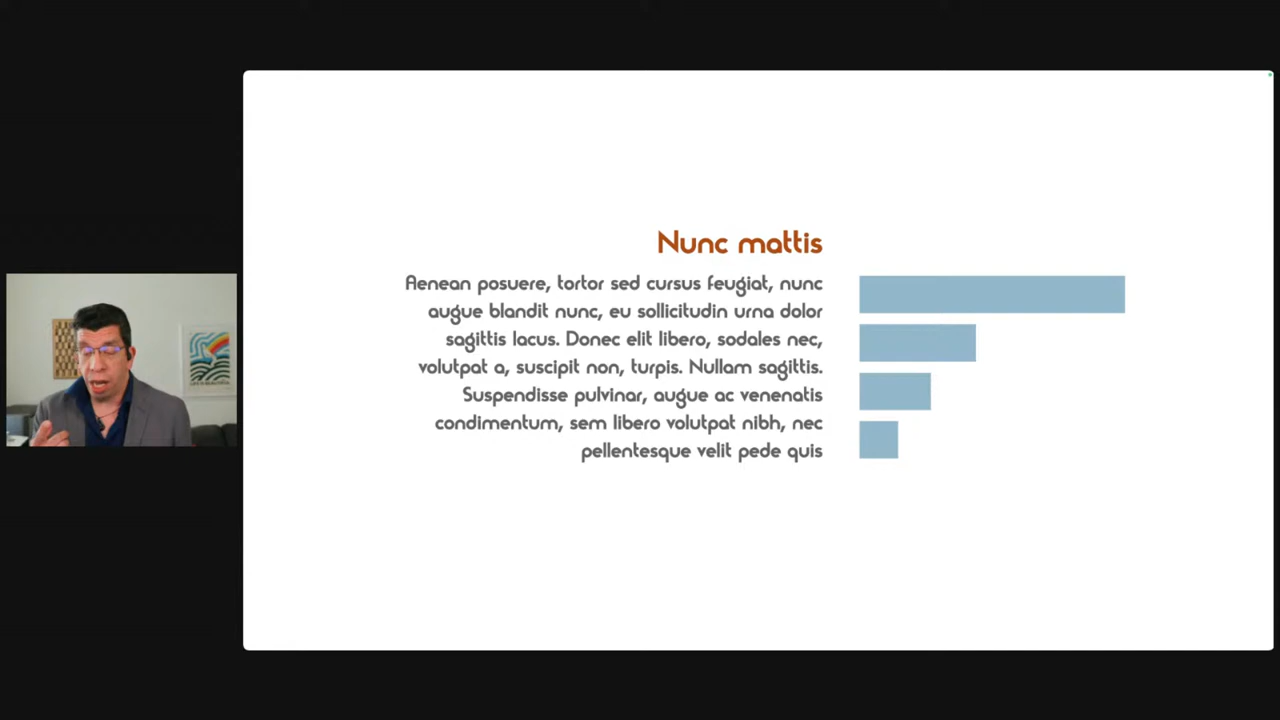 Nunc mattis
Aenean posuere, tortor sed cursus feugiat, nunc
augue blandit nunc, eu sollicitudin urna dolor
sagittis lacus. Donec elit libero, sodales nec,
volutpat a, suscipit non, turpis. Nullam sagittis.
Suspendisse pulvinar, augue ac venenatis
condimentum, sem libero volutpat nibh, nec
pellentesque velit pede quis